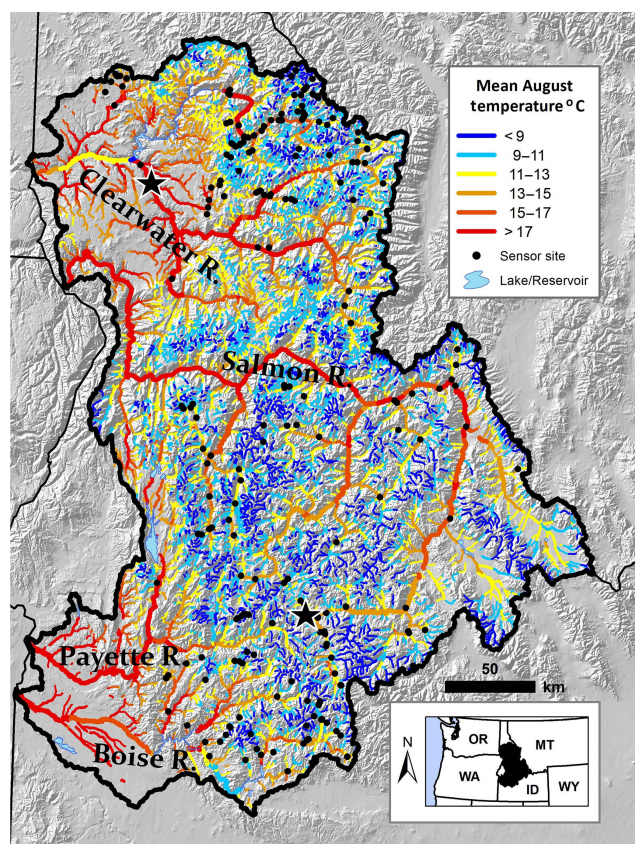 Mean August
temperature ° C
< 9
9–11
11–13
13–15
15–17
> 17
Sensor site
Lake/Reservoir
Clearwater R.
Salmon R.
Payette R.
Boise R.
50
km
N
OR
MT
WA
ID
WY